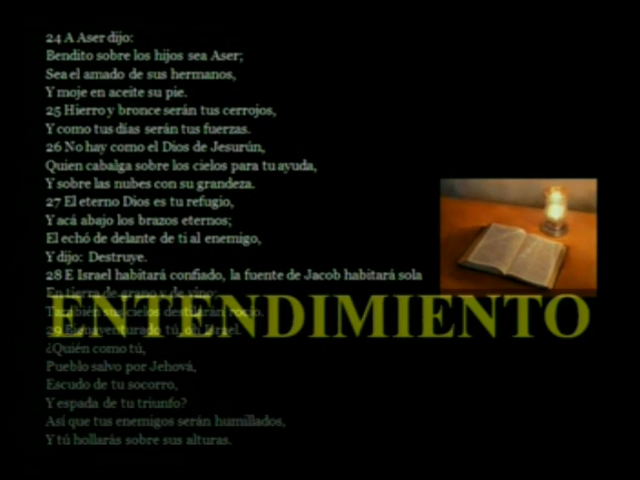 24 A Aser dijo:
Bendito sobre los hijos sea Aser;
Sea el amado de sus hermanos,
Y moje en aceite su pie.
25 Hierro y bronce serán tus cerrojos,
Y como tus días serán tus fuerzas.
26 No hay como el Dios de Jesurún,
Quien cabalga sobre los cielos para tu ayuda,
Y sobre las nubes con su grandeza.
27 El eterno Dios es tu refugio,
Y acá abajo los brazos eternos;
El echó de delante de ti al enemigo,
Y dijo: Destruye.
28 E Israel habitará confiado, la fuente de Jacob habitará sola
En tierra de grano y de vino;
También sus cielos destilarán rocío.
ENTENDIMIENTO
29 Bienaventurado tú, oh Israel.
¿Quién como tú,
Pueblo salvo por Jehová,
Escudo de tu socorro,
Y espada de tu triunfo?
Así que tus enemigos serán humillados,
Y tú hollarás sobre sus alturas.